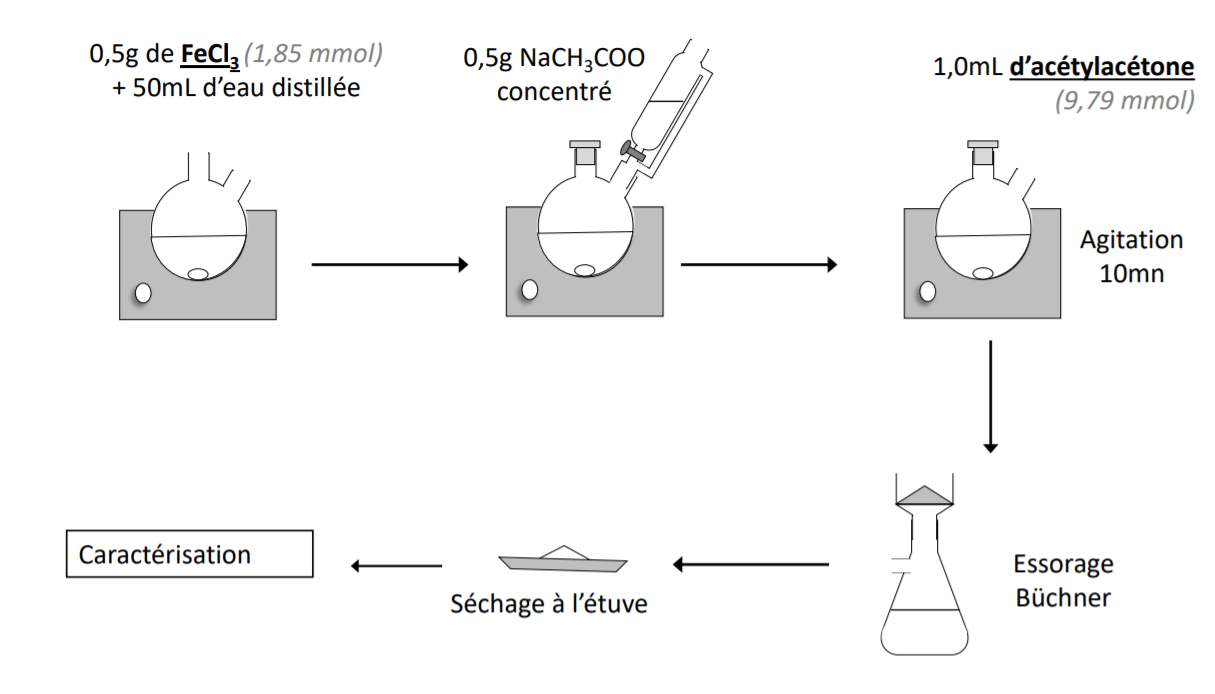 0,5g de FeCl₃ (1,85 mmol)
+ 50mL d'eau distillée
0,5g NaCH₃COO
concentré
1,0mL d'acétylacétone
(9,79 mmol)
Agitation
10mn
Essorage
Büchner
Séchage à l'étuve
Caractérisation